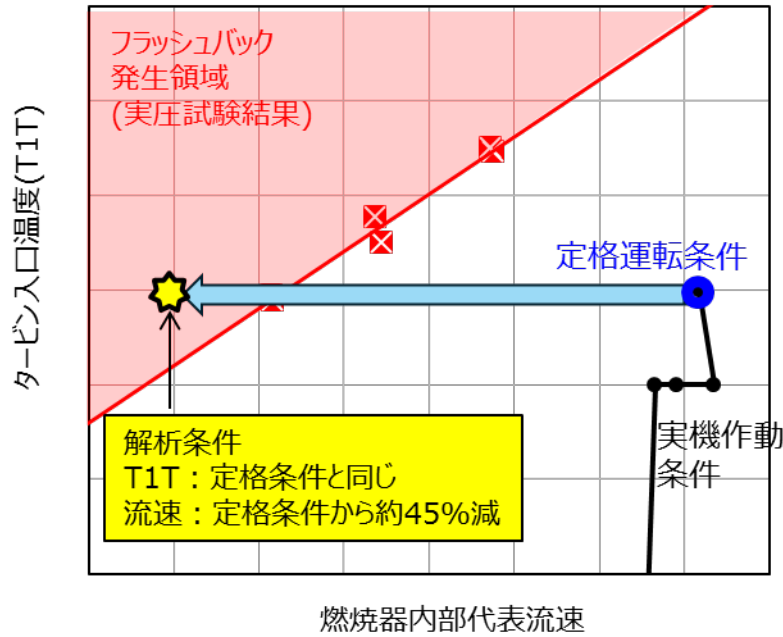 フラッシュバック
発生領域
(実圧試験結果)
タービン入口温度(T1T)
定格運転条件
実機作動
条件
解析条件
T1T：定格条件と同じ
流速：定格条件から約45%減
燃焼器内部代表流速